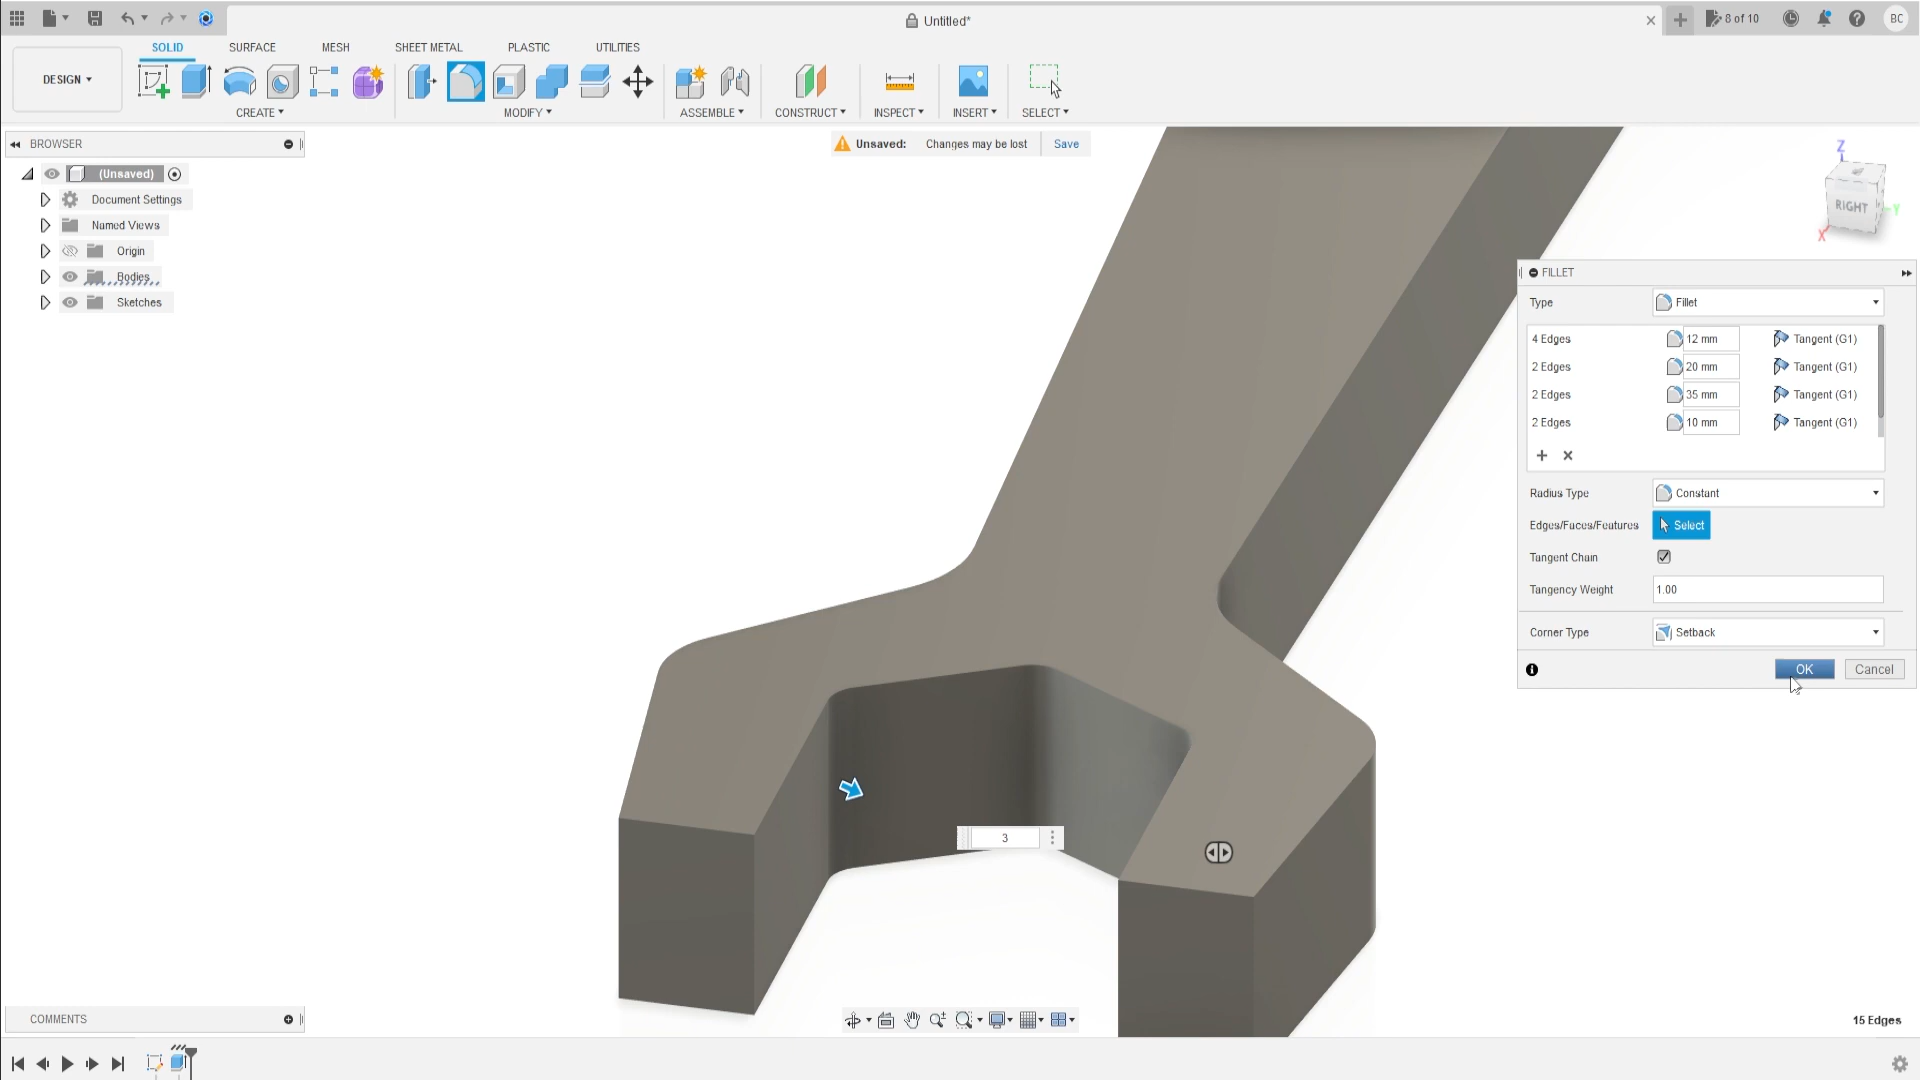 Untitled*
8 of 10
BC
DESIGN
SOLID
SURFACE
MESH
SHEET METAL
PLASTIC
UTILITIES
CREATE
MODIFY
ASSEMBLE
CONSTRUCT
INSPECT
INSERT
SELECT
BROWSER
Unsaved: Changes may be lost Save
(Unsaved)
Document Settings
Named Views
Origin
Bodies
Sketches
Z
RIGHT
Y
X
FILLET
Type Fillet
4 Edges 12 mm Tangent (G1)
2 Edges 20 mm Tangent (G1)
2 Edges 35 mm Tangent (G1)
2 Edges 10 mm Tangent (G1)
Radius Type Constant
Edges/Faces/Features Select
Tangent Chain
Tangency Weight 1.00
Corner Type Setback
OK Cancel
3
COMMENTS
15 Edges